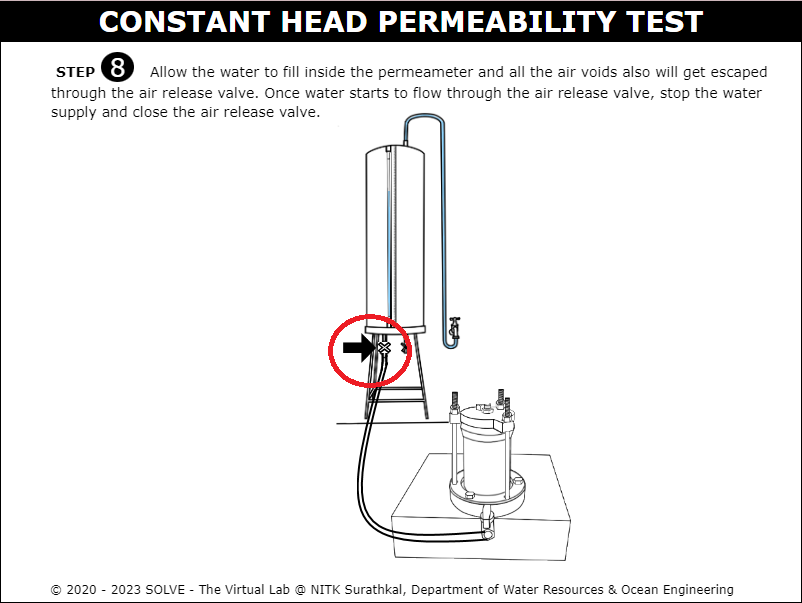 CONSTANT HEAD PERMEABILITY TEST
STEP 8 Allow the water to fill inside the permeameter and all the air voids also will get escaped
through the air release valve. Once water starts to flow through the air release valve, stop the water
supply and close the air release valve.
© 2020 - 2023 SOLVE - The Virtual Lab @ NITK Surathkal, Department of Water Resources & Ocean Engineering